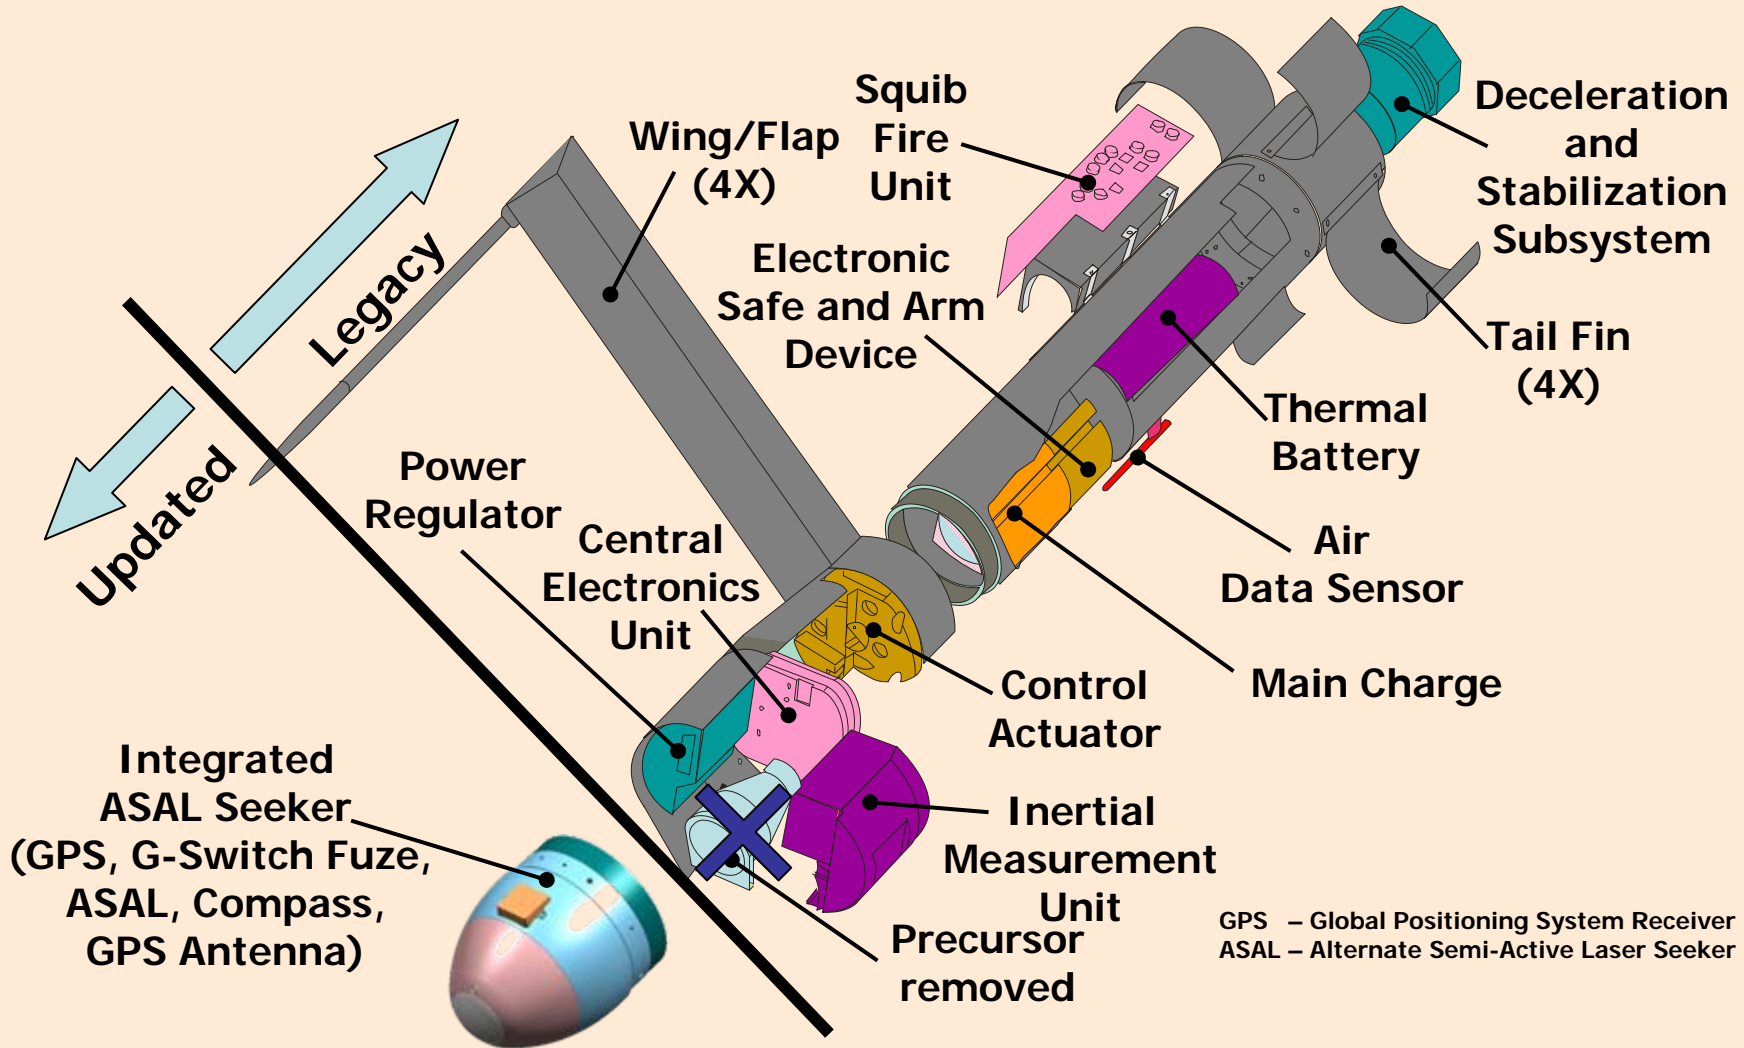 Squib
Fire
Unit
Wing/Flap
(4X)
Deceleration
and
Stabilization
Subsystem
Legacy
Updated
Electronic
Safe and Arm
Device
Tail Fin
(4X)
Thermal
Battery
Power
Regulator
Central
Electronics
Unit
Air
Data Sensor
Main Charge
Control
Actuator
Integrated
ASAL Seeker
(GPS, G-Switch Fuze,
ASAL, Compass,
GPS Antenna)
Inertial
Measurement
Unit
Precursor
removed
GPS – Global Positioning System Receiver
ASAL – Alternate Semi-Active Laser Seeker